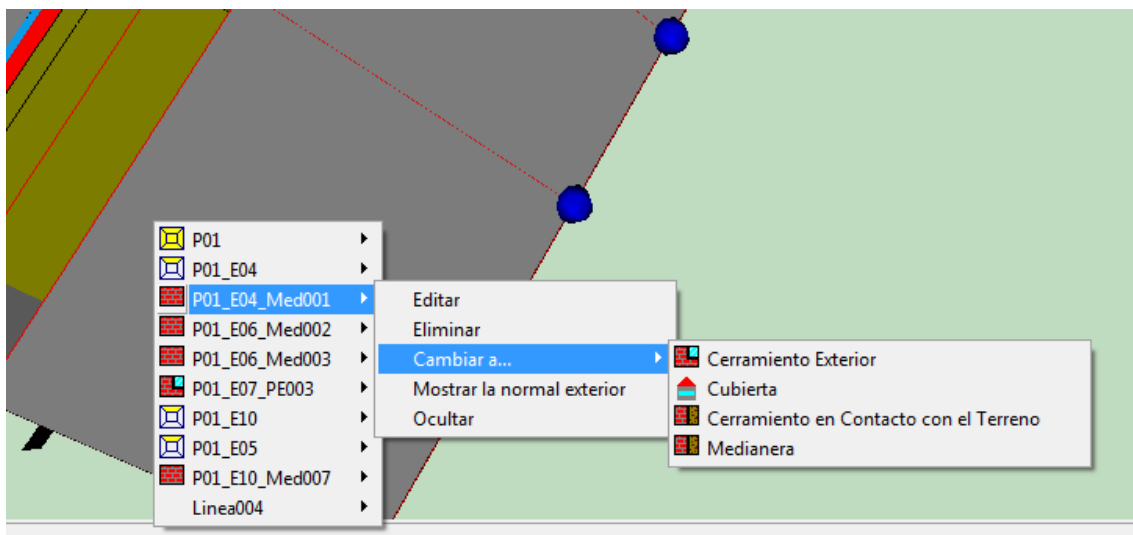 P01
P01_E04
P01_E04_Med001
P01_E06_Med002
P01_E06_Med003
P01_E07_PE003
P01_E10
P01_E05
P01_E10_Med007
Linea004
Editar
Eliminar
Cambiar a...
Mostrar la normal exterior
Ocultar
Cerramiento Exterior
Cubierta
Cerramiento en Contacto con el Terreno
Medianera